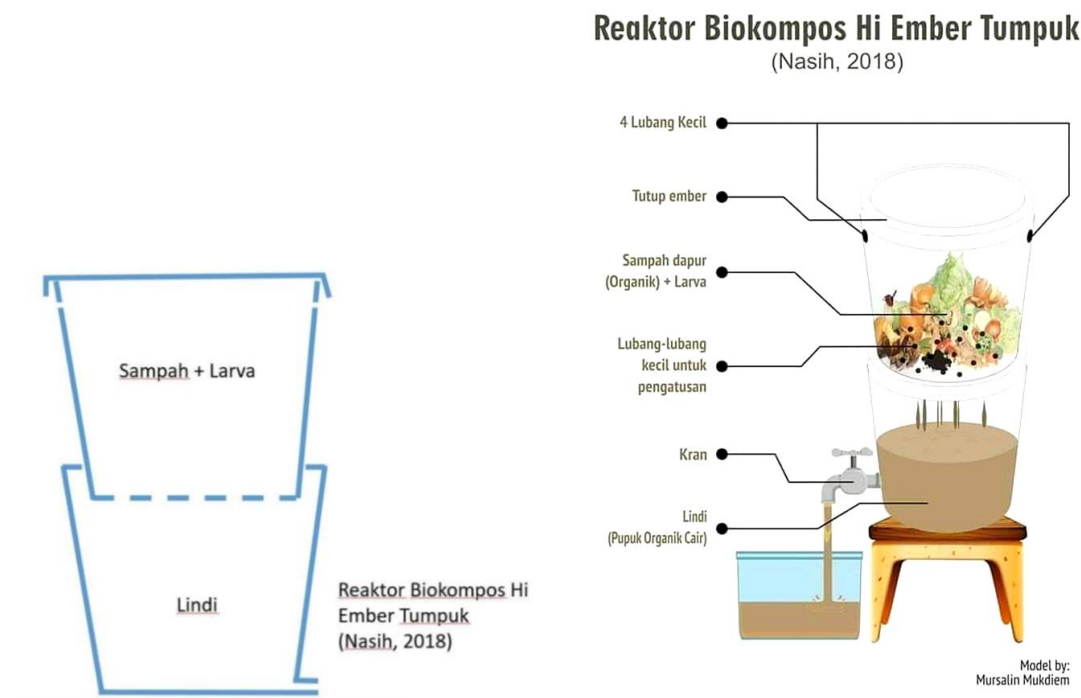 Sampah + Larva
Lindi
Reaktor Biokompos Hi
Ember Tumpuk
(Nasih, 2018)
Reaktor Biokompos Hi Ember Tumpuk
(Nasih, 2018)
4 Lubang Kecil
Tutup ember
Sampah dapur
(Organik) + Larva
Lubang-lubang
kecil untuk
pengatusan
Kran
Lindi
(Pupuk Organik Cair)
Model by:
Mursalin Mukdiem